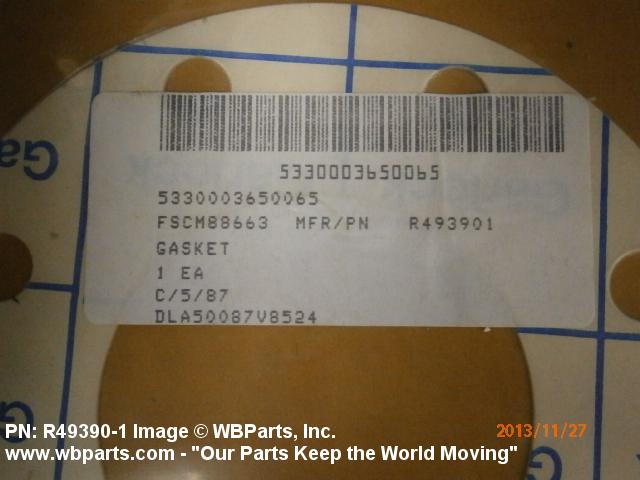 5330003650065
5330003650065
FSCM88663 MFR/PN R493901
GASKET
1 EA
C/5/87
DLA50087V8524
Ga
PN: R49390-1 Image © WBParts, Inc.
2013/11/27
www.wbparts.com - "Our Parts Keep the World Moving"